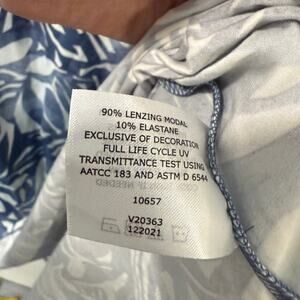 90% LENZING MODAL
10% ELASTANE
EXCLUSIVE OF DECORATION
FULL LIFE CYCLE UV
TRANSMITTANCE TEST USING
AATCC 183 AND ASTM D 6544
10657
V20363
122021